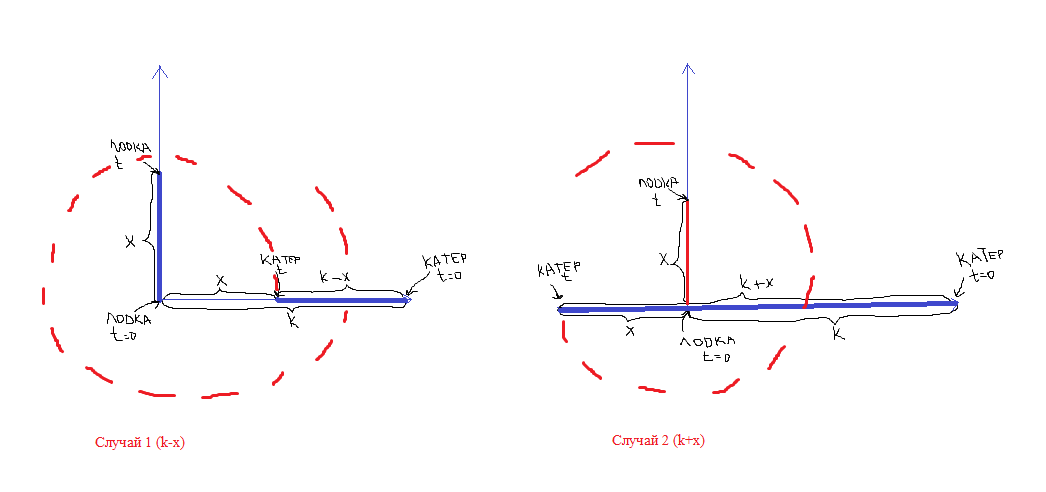 ЛОДКА
t
X
КАТЕР
t
X
k-x
КАТЕР
t=0
k
ЛОДКА
t=0
Случай 1 (k-x)
ЛОДКА
t
X
КАТЕР
t
k+x
КАТЕР
t=0
X
ЛОДКА
t=0
k
Случай 2 (k+x)